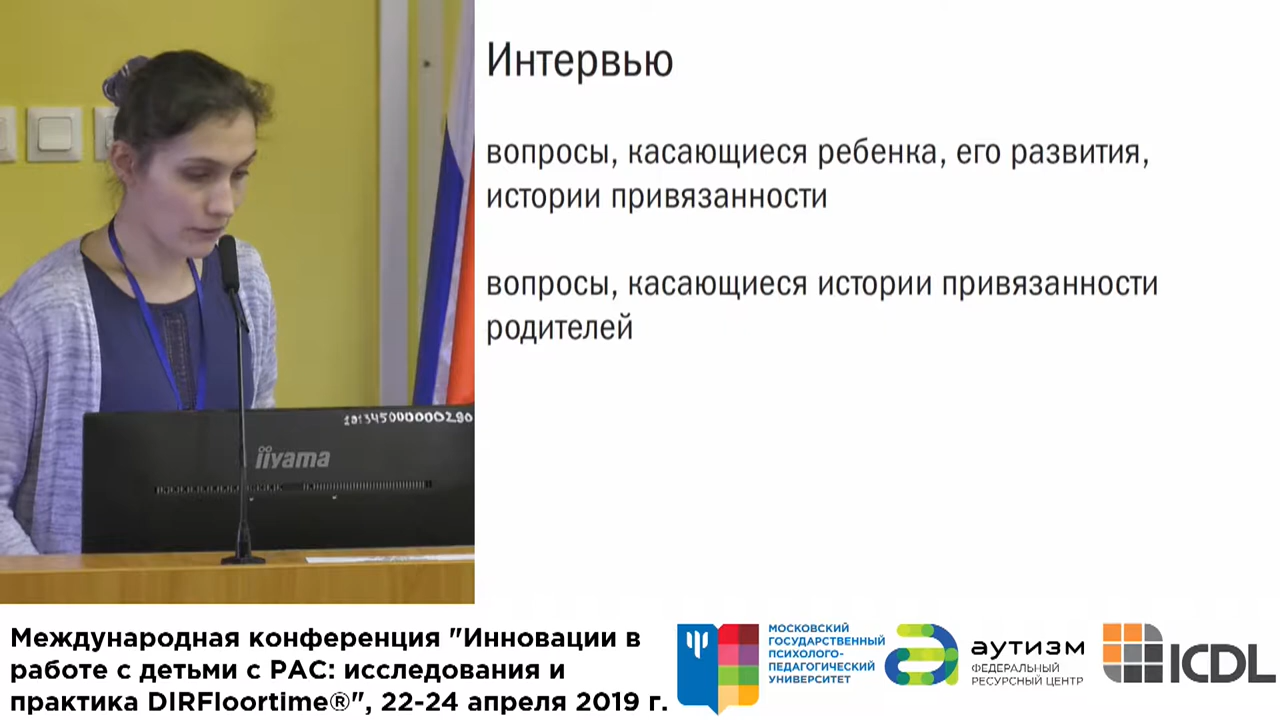 Интервью
вопросы, касающиеся ребенка, его развития,
истории привязанности
вопросы, касающиеся истории привязанности
родителей
iiyama
Международная конференция "Инновации в
работе с детьми с РАС: исследования и
практика DIRFloortime®", 22-24 апреля 2019 г.
МОСКОВСКИЙ
ГОСУДАРСТВЕННЫЙ
ПСИХОЛОГО-
ПЕДАГОГИЧЕСКИЙ
УНИВЕРСИТЕТ
аутизм
ФЕДЕРАЛЬНЫЙ
РЕСУРСНЫЙ ЦЕНТР
ICDL